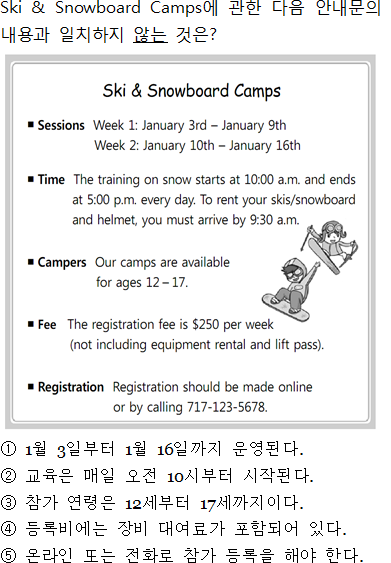 Ski & Snowboard Camps에 관한 다음 안내문의
내용과 일치하지 않는 것은?
Ski & Snowboard Camps
■ Sessions Week 1: January 3rd – January 9th
Week 2: January 10th – January 16th
■ Time The training on snow starts at 10:00 a.m. and ends
at 5:00 p.m. every day. To rent your skis/snowboard
and helmet, you must arrive by 9:30 a.m.
■ Campers Our camps are available
for ages 12 – 17.
■ Fee The registration fee is $250 per week
(not including equipment rental and lift pass).
■ Registration Registration should be made online
or by calling 717-123-5678.
① 1월 3일부터 1월 16일까지 운영된다.
② 교육은 매일 오전 10시부터 시작된다.
③ 참가 연령은 12세부터 17세까지이다.
④ 등록비에는 장비 대여료가 포함되어 있다.
⑤ 온라인 또는 전화로 참가 등록을 해야 한다.